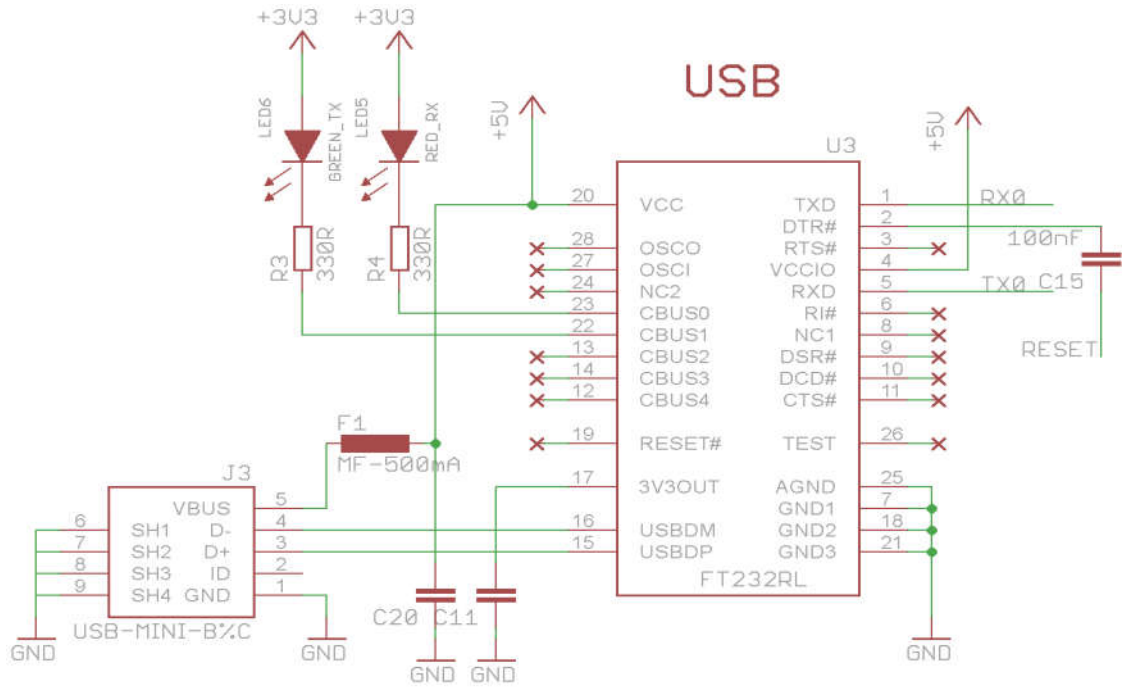 +3V3 +3V3
USB
LED6 GREEN_TX LED5 RED_RX
+5V
+5V
U3
R3 330R R4 330R
20 VCC TXD 1 RX0
DTR# 2
28 OSCO RTS# 3 100nF
27 OSCI VCCIO 4
24 NC2 RXD 5 TX0 C15
23 CBUS0 RI# 6
22 CBUS1 NC1 8
RESET
13 CBUS2 DSR# 9
14 CBUS3 DCD# 10
12 CBUS4 CTS# 11
F1
19 RESET# TEST 26
MF-500mA
J3
17 3V3OUT AGND 25
VBUS 5
GND1 7
6 SH1 D- 4
16 USBDM GND2 18
7 SH2 D+ 3
15 USBDP GND3 21
8 SH3 ID 2
FT232RL
9 SH4 GND 1
C20 C11
USB-MINI-B%C
GND GND GND GND GND